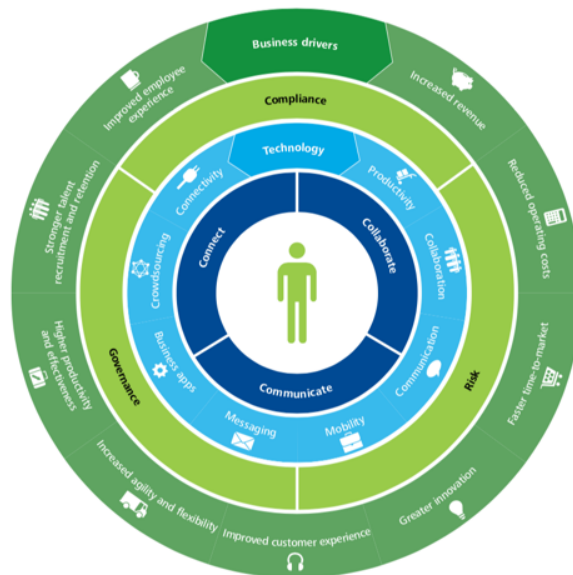 Business drivers
Increased revenue
Reduced operating costs
Faster time-to-market
Greater innovation
Improved customer experience
Increased agility and flexibility
Higher productivity
and effectiveness
Stronger talent
recruitment and retention
Improved employee
experience
Compliance
Risk
Governance
Technology
Productivity
Collaboration
Communication
Mobility
Messaging
Business apps
Crowdsourcing
Connectivity
Connect
Collaborate
Communicate